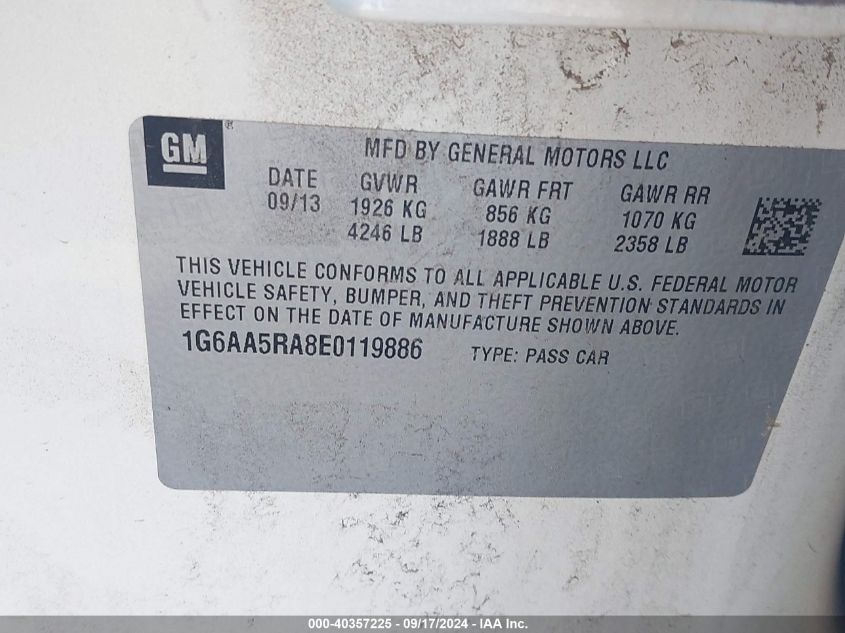 GM
MFD BY GENERAL MOTORS LLC
DATE GVWR GAWR FRT GAWR RR
09/13 1926 KG 856 KG 1070 KG
4246 LB 1888 LB 2358 LB
THIS VEHICLE CONFORMS TO ALL APPLICABLE U.S. FEDERAL MOTOR
VEHICLE SAFETY, BUMPER, AND THEFT PREVENTION STANDARDS IN
EFFECT ON THE DATE OF MANUFACTURE SHOWN ABOVE.
1G6AA5RA8E0119886 TYPE: PASS CAR
000-40357225 - 09/17/2024 - IAA Inc.